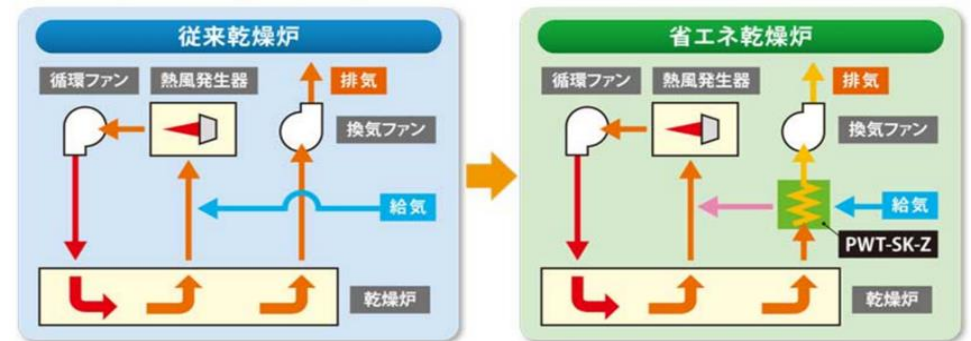 従来乾燥炉
循環ファン
熱風発生器
排気
換気ファン
給気
乾燥炉
省エネ乾燥炉
循環ファン
熱風発生器
排気
換気ファン
給気
PWT-SK-Z
乾燥炉